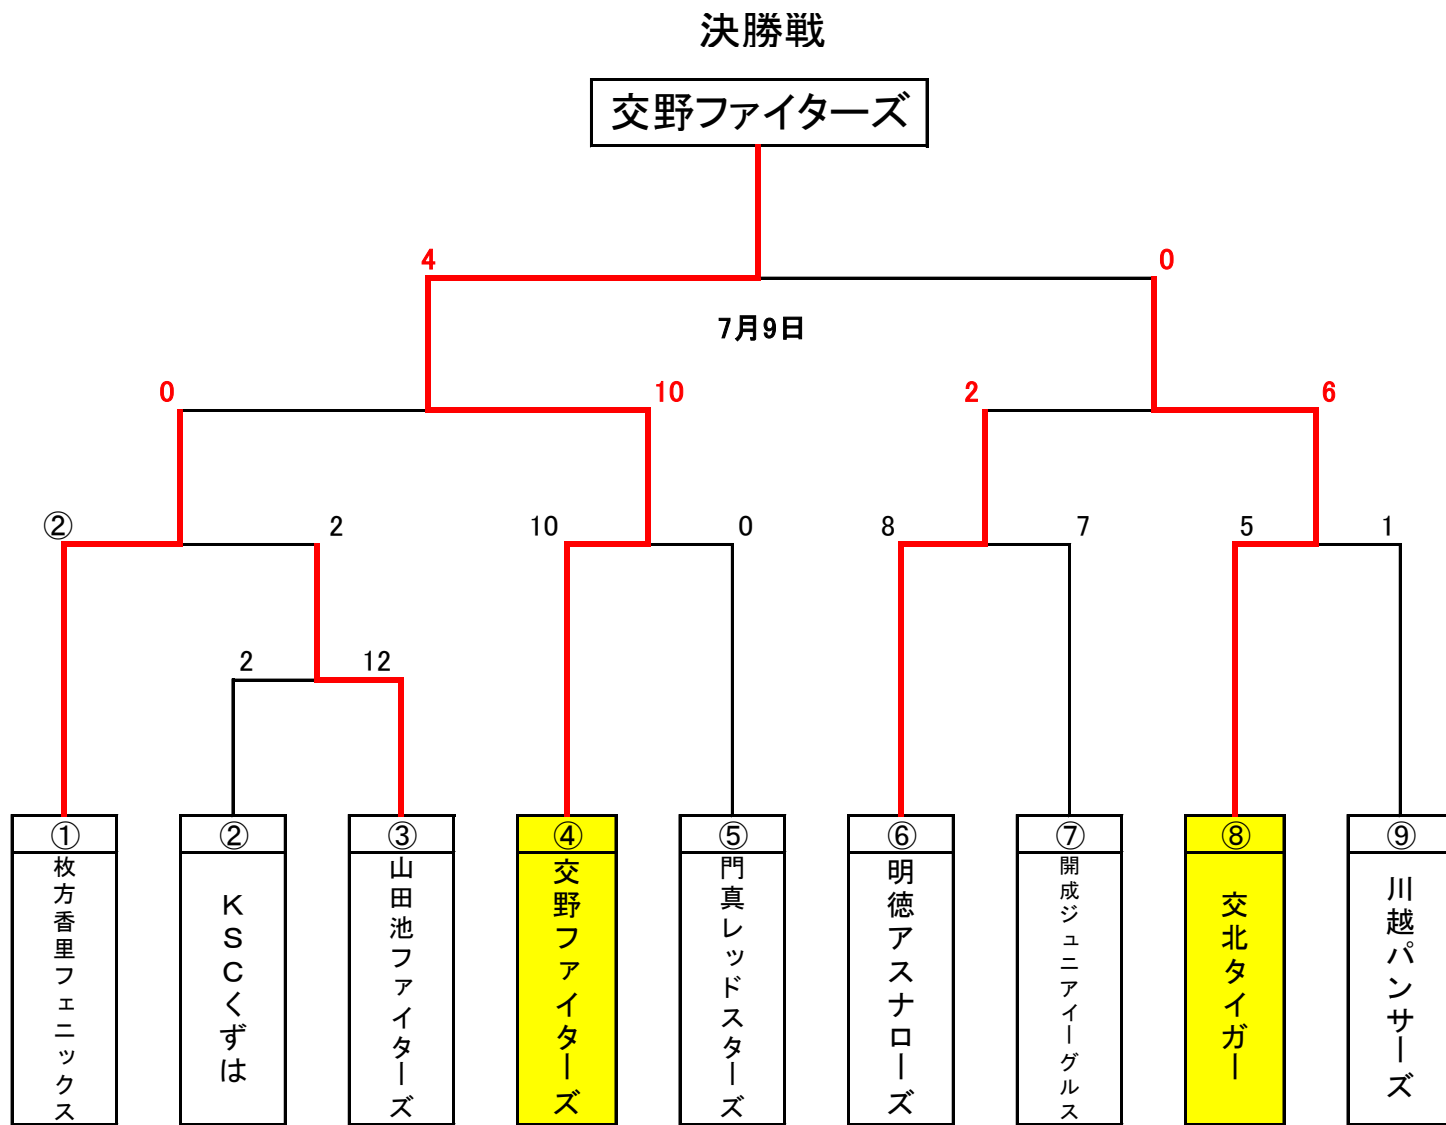 決勝戦
交野ファイターズ
4
0
7月9日
0
10
2
6
②
2
10
0
8
7
5
1
2
12
①
②
③
④
⑤
⑥
⑦
⑧
⑨
枚方香里フェニックス
KSCくずは
山田池ファイターズ
交野ファイターズ
門真レッドスターズ
明徳アスナローズ
開成ジュニアイーグルス
交北タイガー
川越パンサーズ